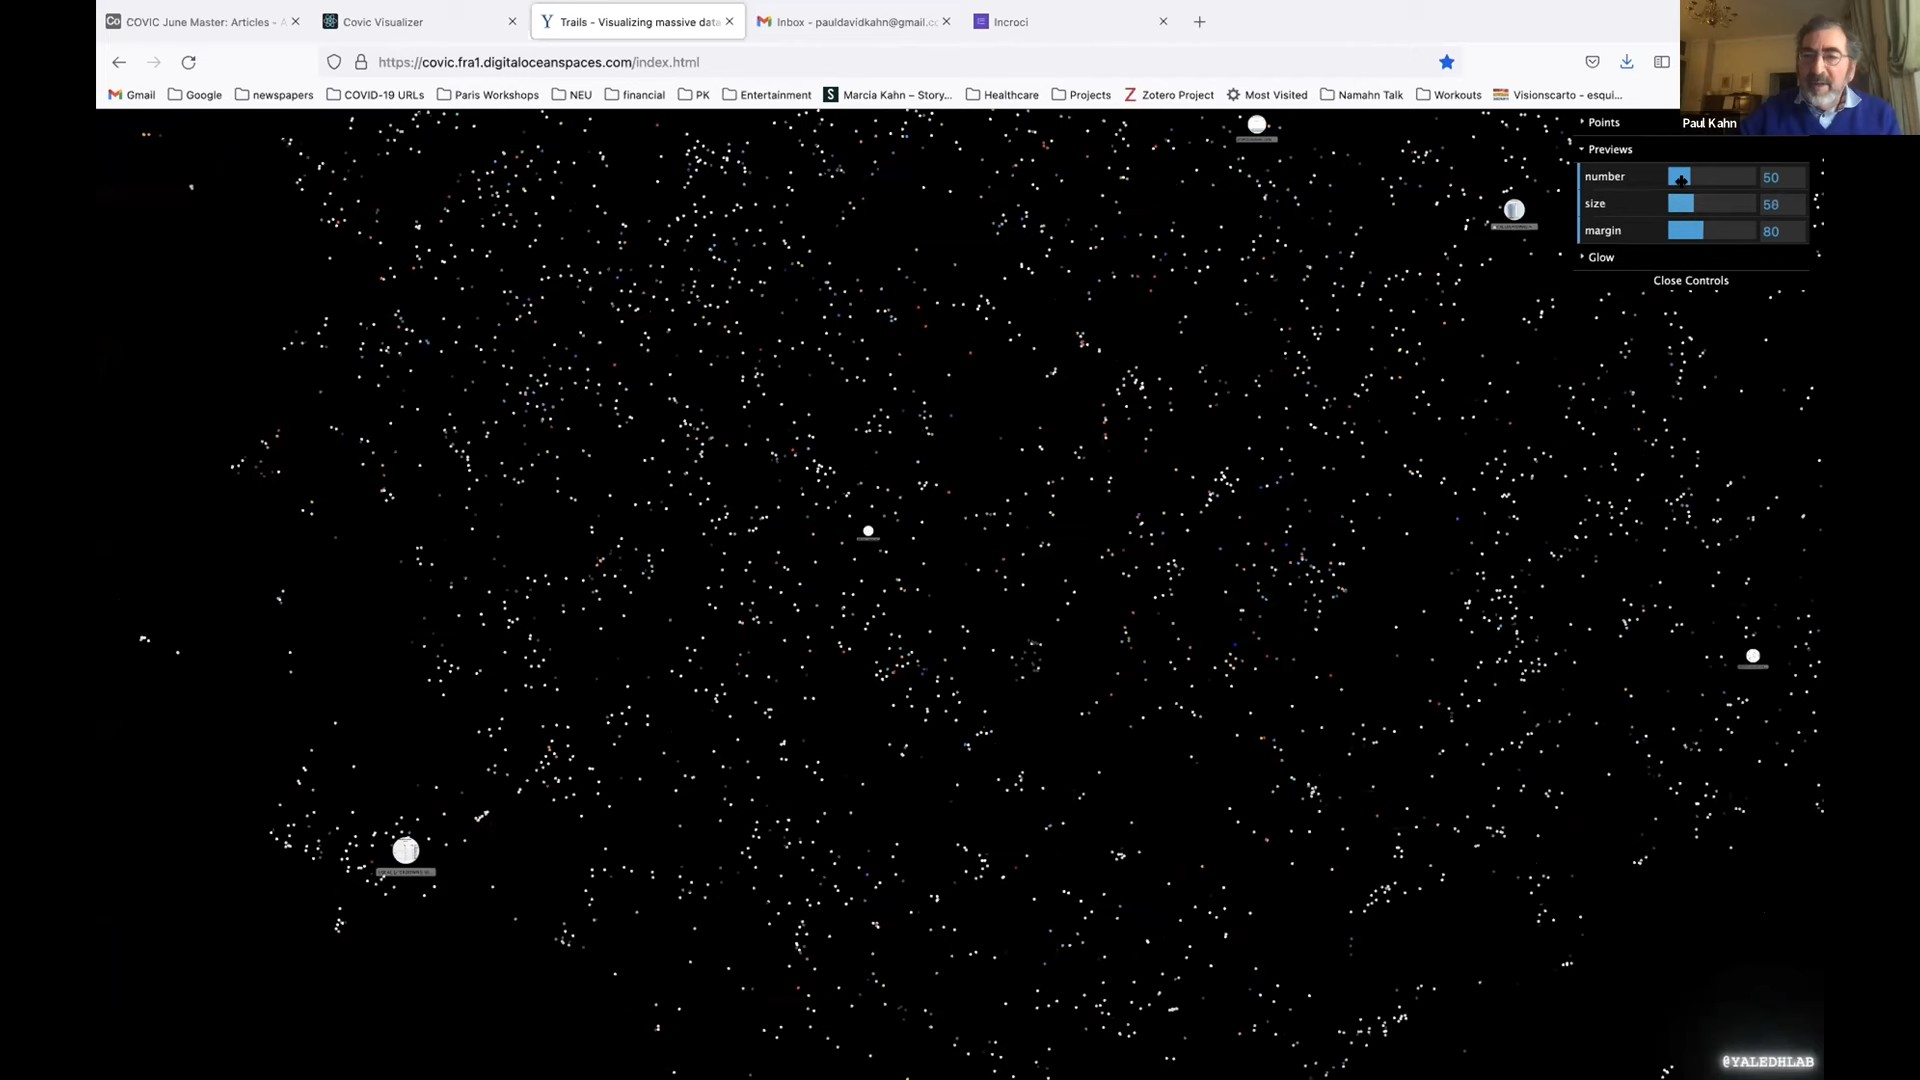 COVIC June Master: Articles - A
Covic Visualizer
Trails - Visualizing massive data
Inbox - pauldavidkahn@gmail.c
Incroci
https://covic.fra1.digitaloceanspaces.com/index.html
Gmail Google newspapers COVID-19 URLs Paris Workshops NEU financial PK Entertainment Marcia Kahn – Story... Healthcare Projects Zotero Project Most Visited Namahn Talk Workouts Visionscarto - esqui...
Paul Kahn
Points
Previews
number 50
size 50
margin 80
Glow
Close Controls
@YALEDHLAB